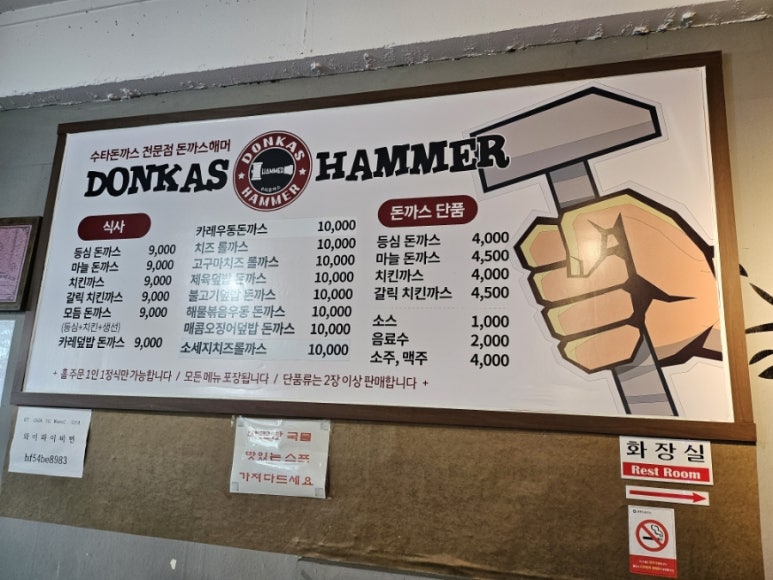 수타돈까스 전문점 돈까스해머
DONKAS HAMMER
DONKAS
HAMMER
HAMMER
식사
등심 돈까스 9,000
마늘 돈까스 9,000
치킨까스 9,000
갈릭 치킨까스 9,000
모듬 돈까스 9,000
(등심+치킨+생선)
카레덮밥 돈까스 9,000
카레우동돈까스 10,000
치즈 롤까스 10,000
고구마치즈 롤까스 10,000
제육덮밥 돈까스 10,000
불고기덮밥 돈까스 10,000
해물볶음우동 돈까스 10,000
매콤오징어덮밥 돈까스 10,000
소세지치즈롤까스 10,000
돈까스 단품
등심 돈까스 4,000
마늘 돈까스 4,500
치킨까스 4,000
갈릭 치킨까스 4,500
소스 1,000
음료수 2,000
소주, 맥주 4,000
+ 홀 주문 1인 1정식만 가능합니다 / 모든 메뉴 포장됩니다 / 단품류는 2장 이상 판매합니다 +
와이파이비번
hf54be8983
국물
맛있는 스프
가져다드세요
화장실
Rest Room